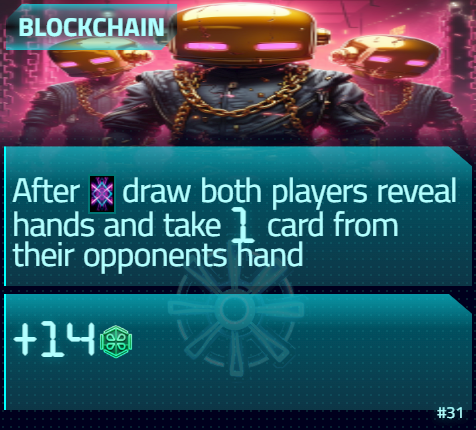 BLOCKCHAIN
After draw both players reveal
hands and take 1 card from
their opponents hand
+14
#31